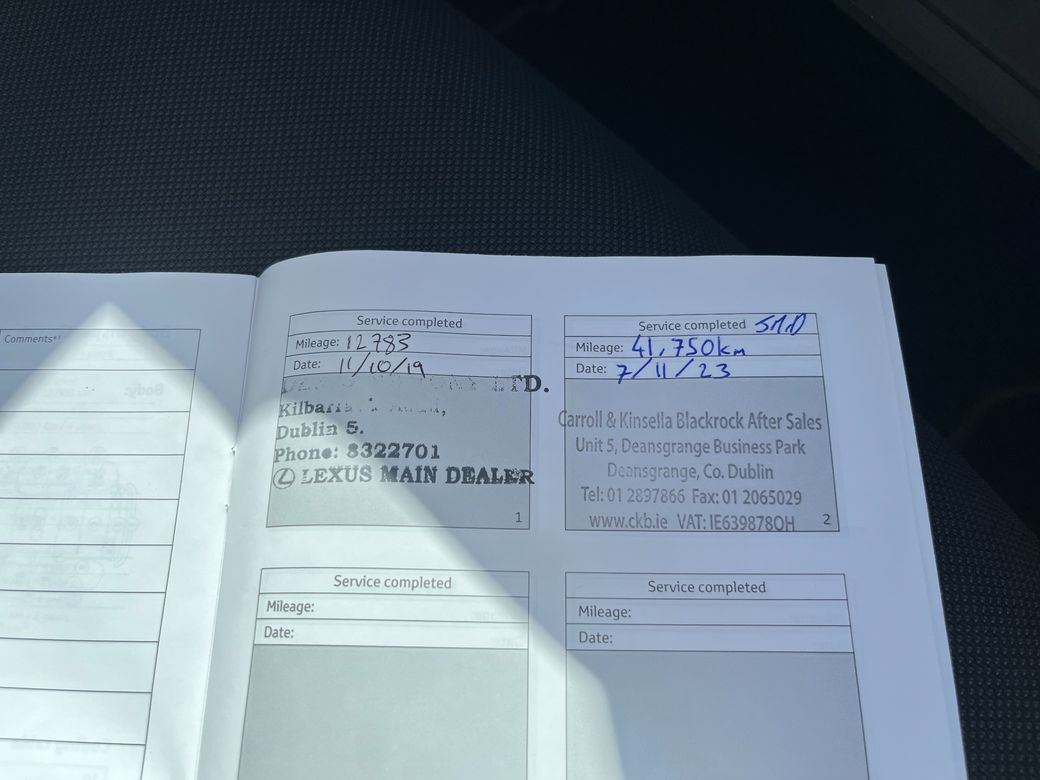 Comments*¹
Service completed
Mileage: 12783
Date: 11/10/19
LTD.
Dublin 5.
Phone: 8322701
LEXUS MAIN DEALER
1
Service completed
Mileage: 41,750km
Date: 7/11/23
Carroll & Kinsella Blackrock After Sales
Unit 5, Deansgrange Business Park
Deansgrange, Co. Dublin
Tel: 01 2897866 Fax: 01 2065029
www.ckb.ie VAT: IE6398780H
2
Service completed
Mileage:
Date:
Service completed
Mileage:
Date: